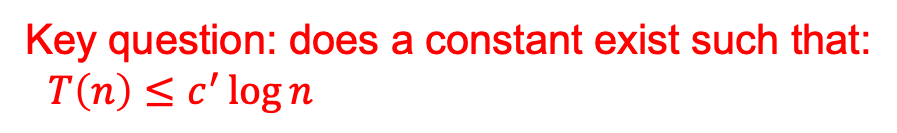 Key question: does a constant exist such that:
T(n) ≤ c′ log n